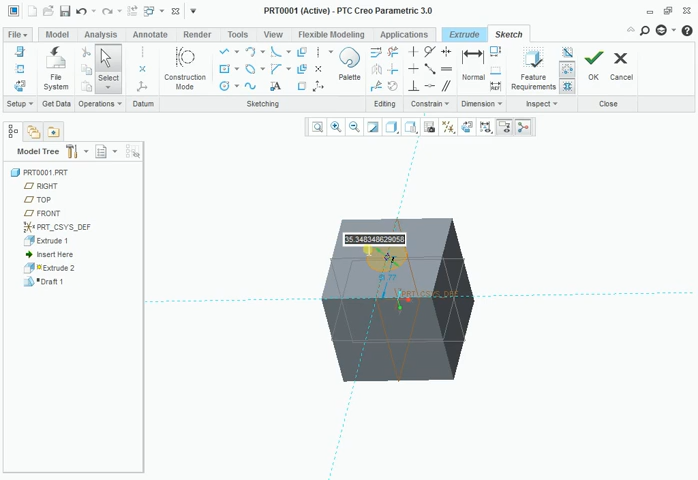 PRT0001 (Active) - PTC Creo Parametric 3.0
File Model Analysis Annotate Render Tools View Flexible Modeling Applications Extrude Sketch
File System
Select
Construction Mode
Palette
Normal
Feature Requirements
OK
Cancel
Setup Get Data Operations Datum Sketching Editing Constrain Dimension Inspect Close
Model Tree
PRT0001.PRT
RIGHT
TOP
FRONT
PRT_CSYS_DEF
Extrude 1
Insert Here
Extrude 2
Draft 1
35.348348629058
PRT_CSYS_DEF